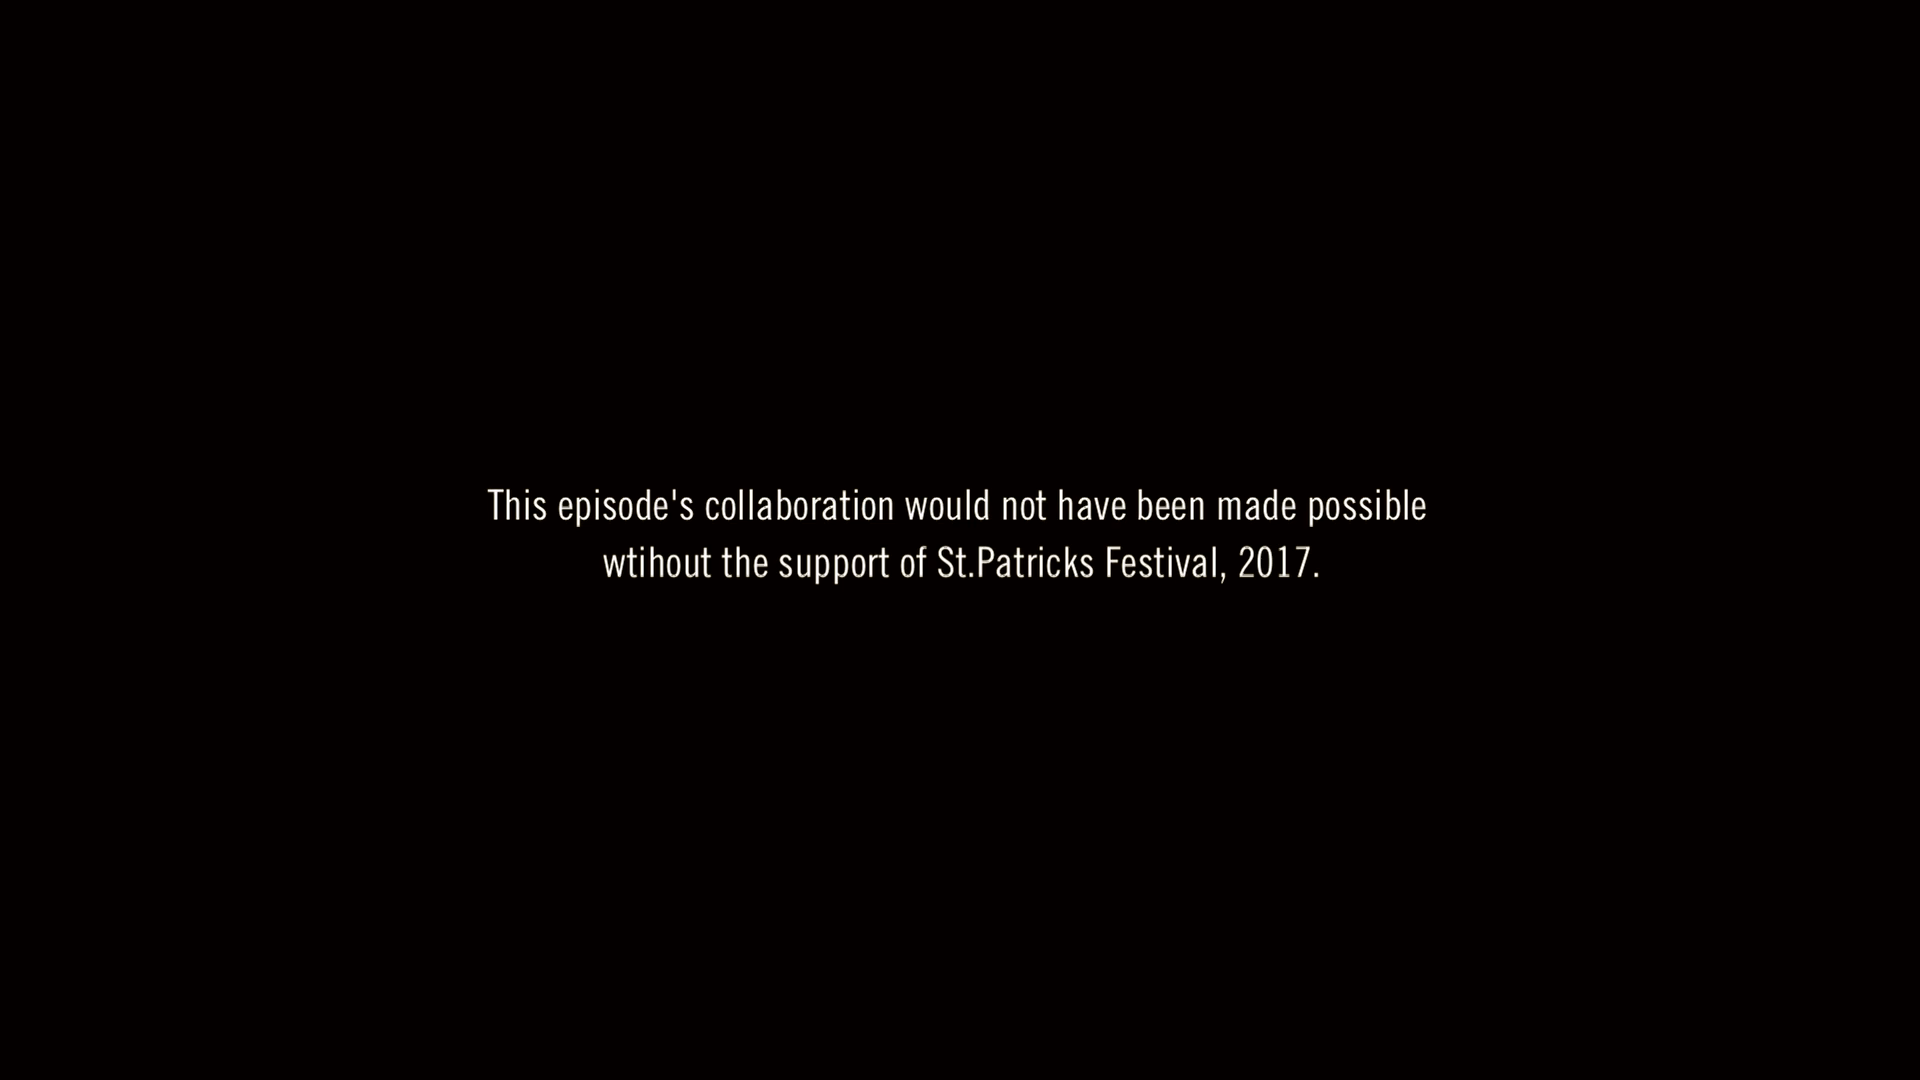 This episode's collaboration would not have been made possible
wtihout the support of St.Patricks Festival, 2017.